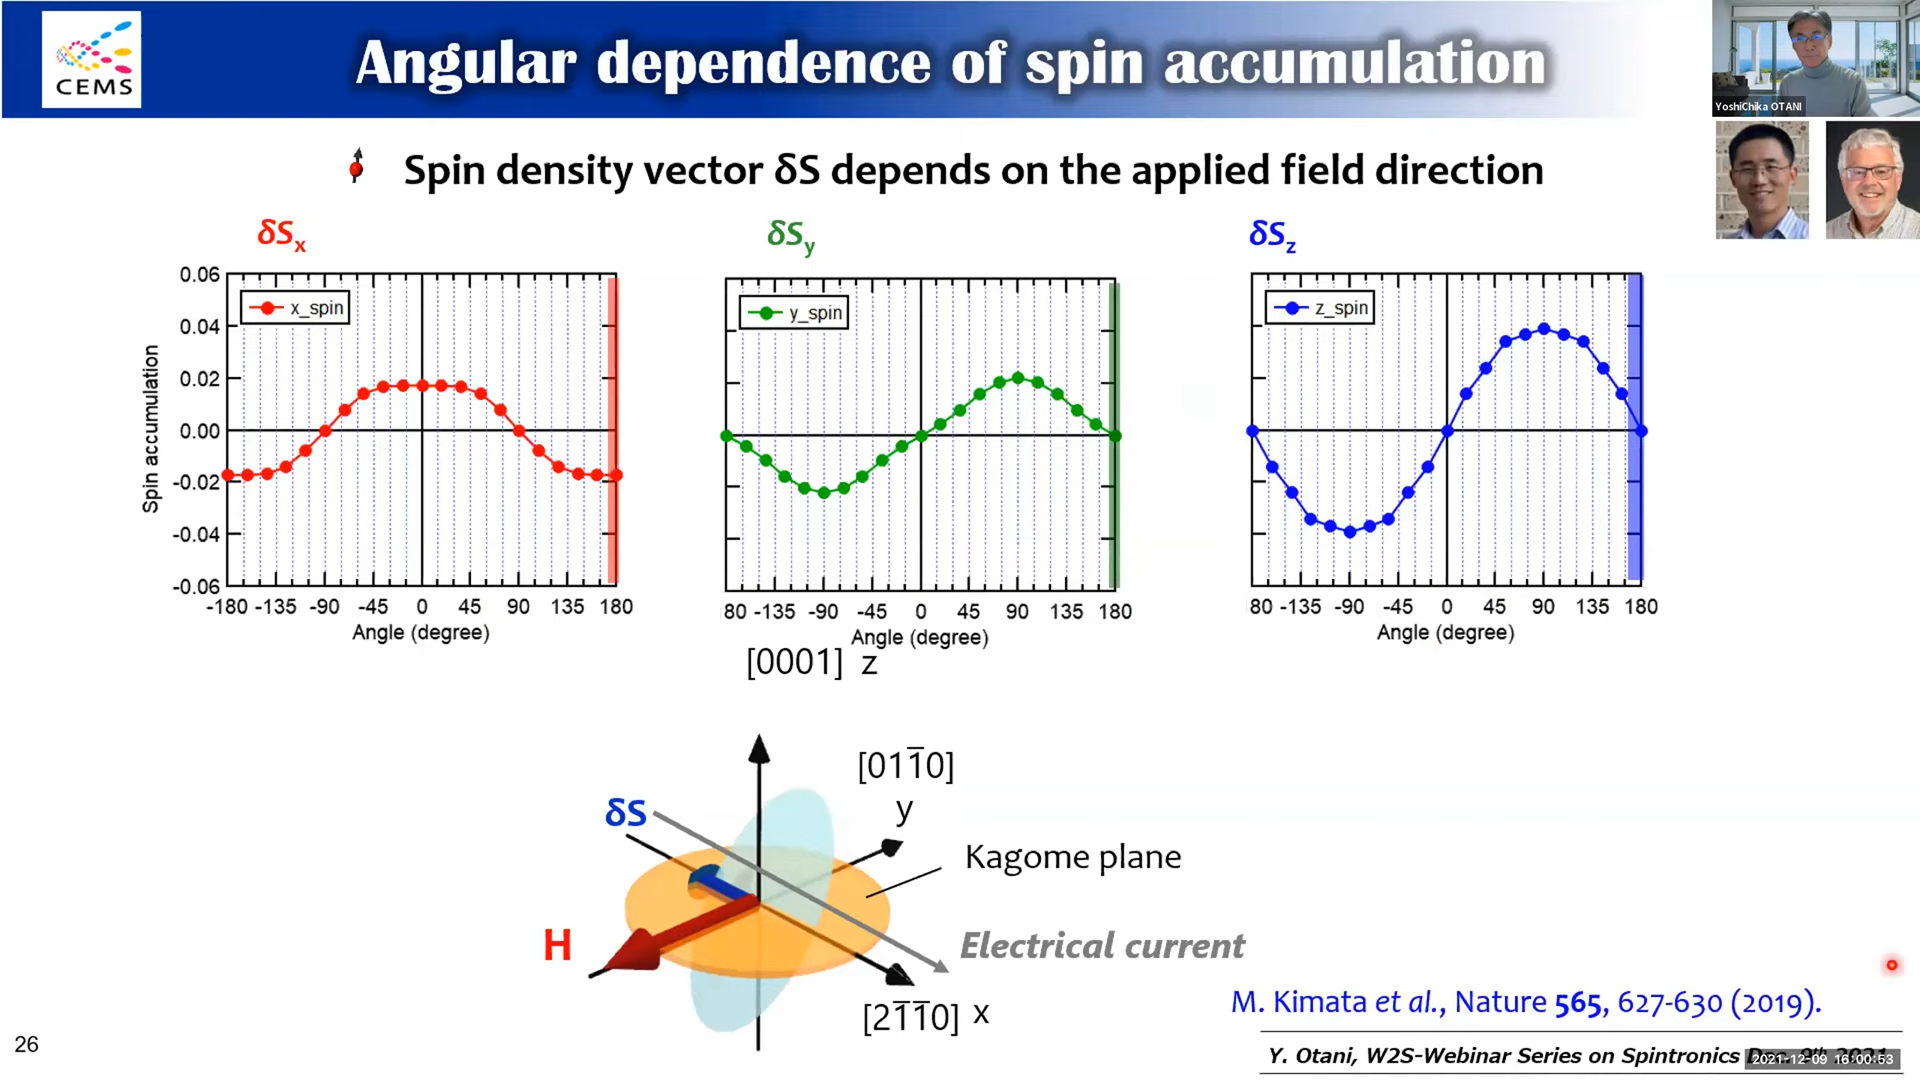 CEMS
Angular dependence of spin accumulation
YoshiChika OTANI
Spin density vector δS depends on the applied field direction
δSx
δSy
δSz
x_spin
y_spin
z_spin
Spin accumulation
0.06
0.04
0.02
0.00
-0.02
-0.04
-0.06
-180 -135 -90 -45 0 45 90 135 180
Angle (degree)
80 -135 -90 -45 0 45 90 135 180
Angle (degree)
80 -135 -90 -45 0 45 90 135 180
Angle (degree)
[0001] z
[011̅0]
y
δS
Kagome plane
H
Electrical current
[21̅1̅0] x
M. Kimata et al., Nature 565, 627-630 (2019).
26
Y. Otani, W2S-Webinar Series on Spintronics
2021-12-09 16:00:53